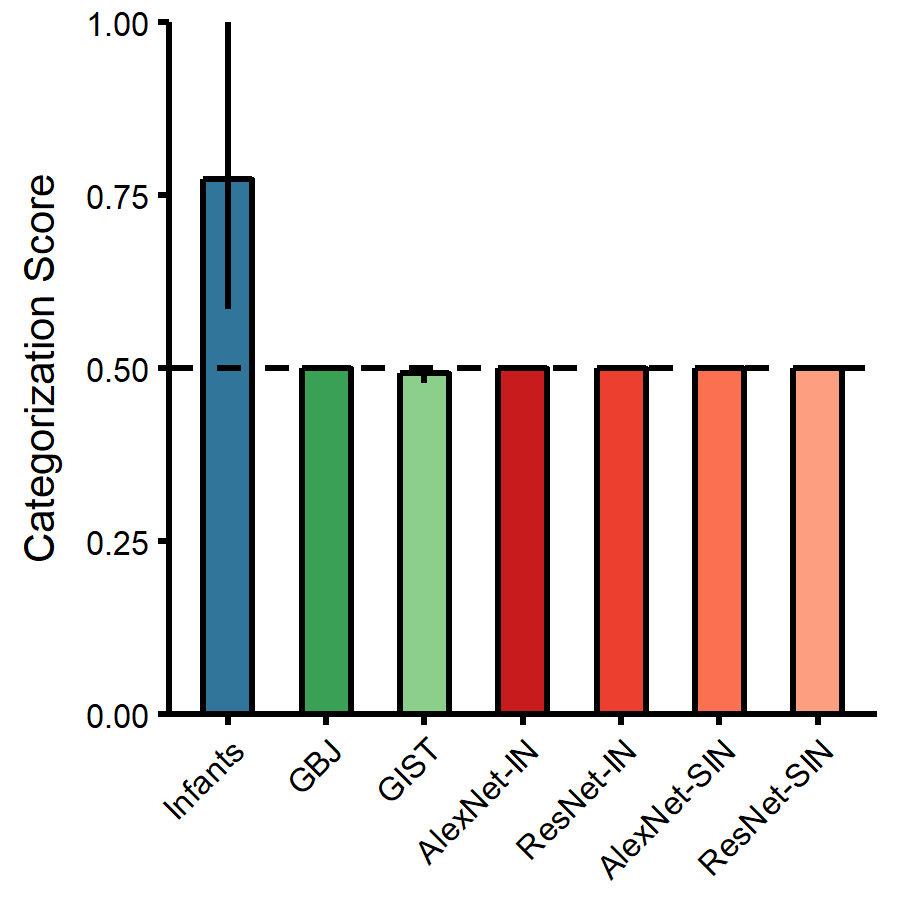 Categorization Score
1.00
0.75
0.50
0.25
0.00
Infants
GBJ
GIST
AlexNet-IN
ResNet-IN
AlexNet-SIN
ResNet-SIN